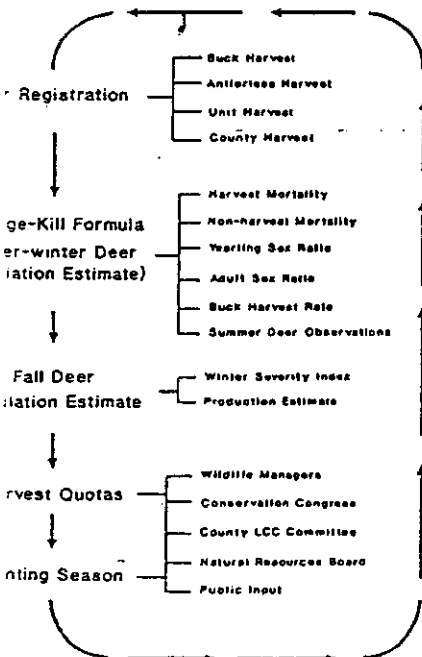 r Registration
Buck Harvest
Antlerless Harvest
Unit Harvest
County Harvest
ge-Kill Formula
er-winter Deer
lation Estimate)
Harvest Mortality
Non-harvest Mortality
Yearling Sex Ratio
Adult Sex Ratio
Buck Harvest Rate
Summer Deer Observations
Fall Deer
ulation Estimate
Winter Severity Index
Production Estimate
rvest Quotas
nting Season
Wildlife Managers
Conservation Congress
County LCC Committee
Natural Resources Board
Public Input